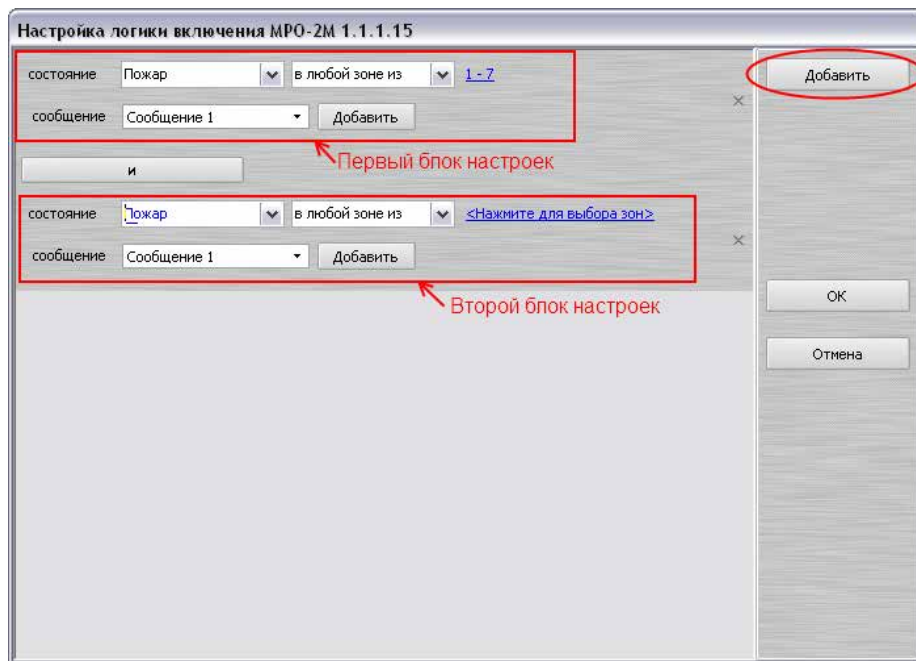 Настройка логики включения МРО-2М 1.1.1.15
состояние Пожар в любой зоне из 1 - 7 Добавить
сообщение Сообщение 1 Добавить
Первый блок настроек
и
состояние Пожар в любой зоне из <Нажмите для выбора зон>
сообщение Сообщение 1 Добавить
Второй блок настроек
ОК
Отмена